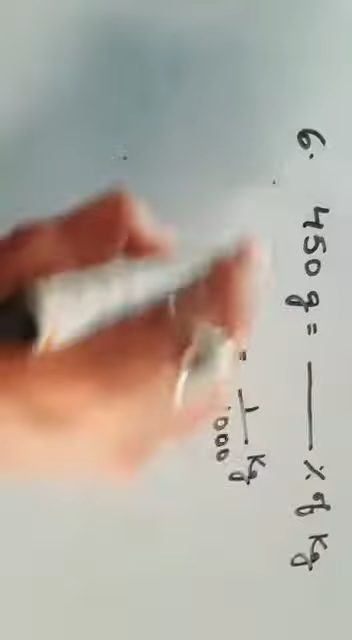 6. 450 g = ____ % of Kg
= 1/1000 Kg g